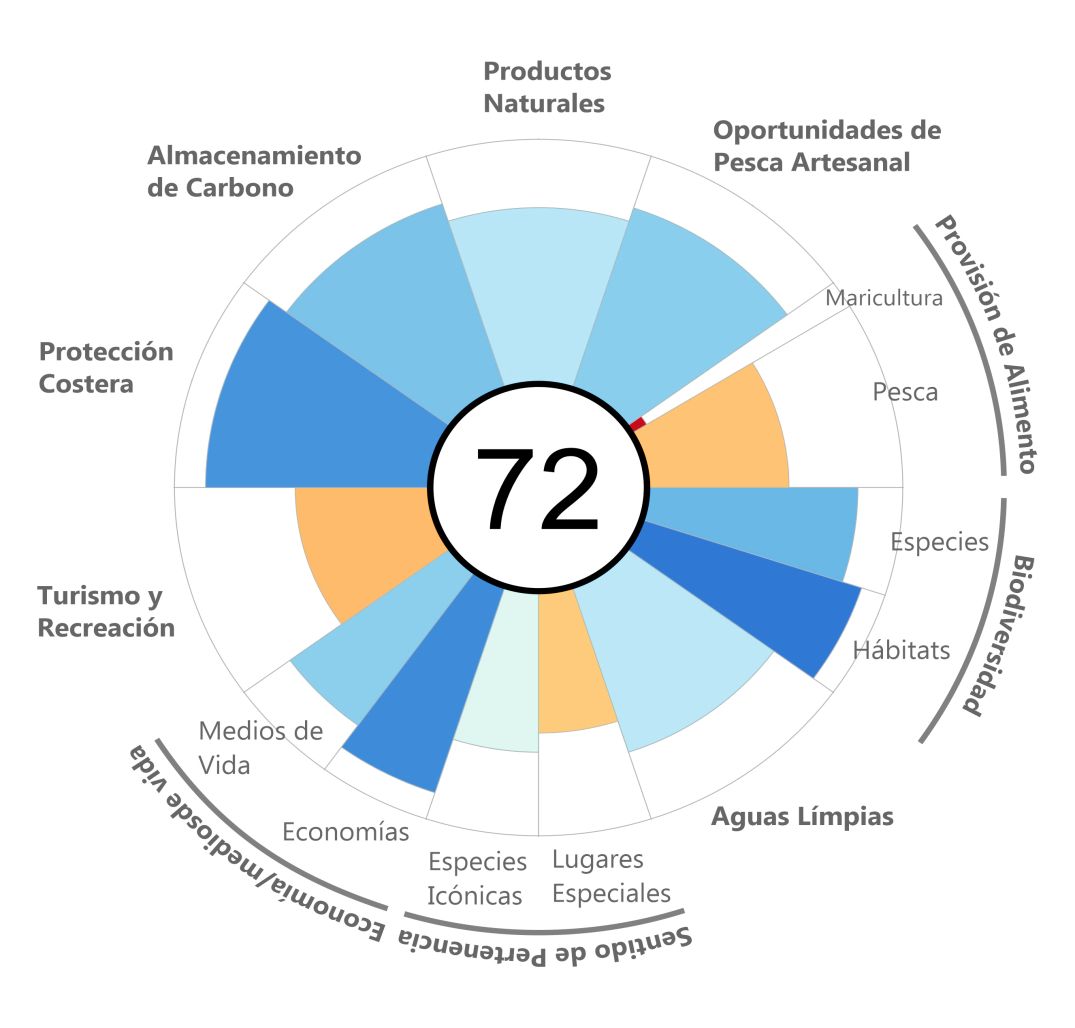 Productos
Naturales
Oportunidades de
Pesca Artesanal
Almacenamiento
de Carbono
Provisión de Alimento
Maricultura
Pesca
Protección
Costera
72
Especies
Biodiversidad
Hábitats
Turismo y
Recreación
Medios de
Vida
Economía/mediosde vida
Economías
Aguas Límpias
Especies
Icónicas
Lugares
Especiales
Sentido de Pertenencia